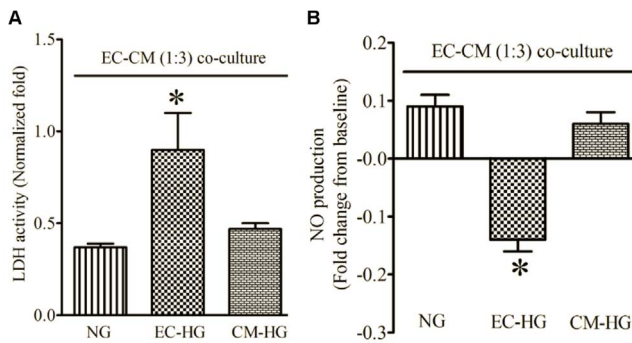 A
EC-CM (1:3) co-culture
LDH activity (Normalized fold)
1.5
1.0
0.5
0.0
*
NG
EC-HG
CM-HG
B
EC-CM (1:3) co-culture
NO production
(Fold change from baseline)
0.2
0.1
-0.0
-0.1
-0.2
-0.3
*
NG
EC-HG
CM-HG